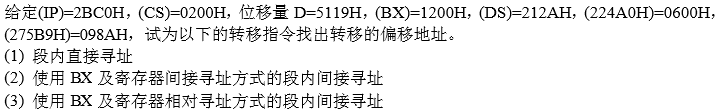 给定(IP)=2BC0H，(CS)=0200H，位移量 D=5119H，(BX)=1200H，(DS)=212AH，(224A0H)=0600H，
(275B9H)=098AH，试为以下的转移指令找出转移的偏移地址。
(1) 段内直接寻址
(2) 使用 BX 及寄存器间接寻址方式的段内间接寻址
(3) 使用 BX 及寄存器相对寻址方式的段内间接寻址